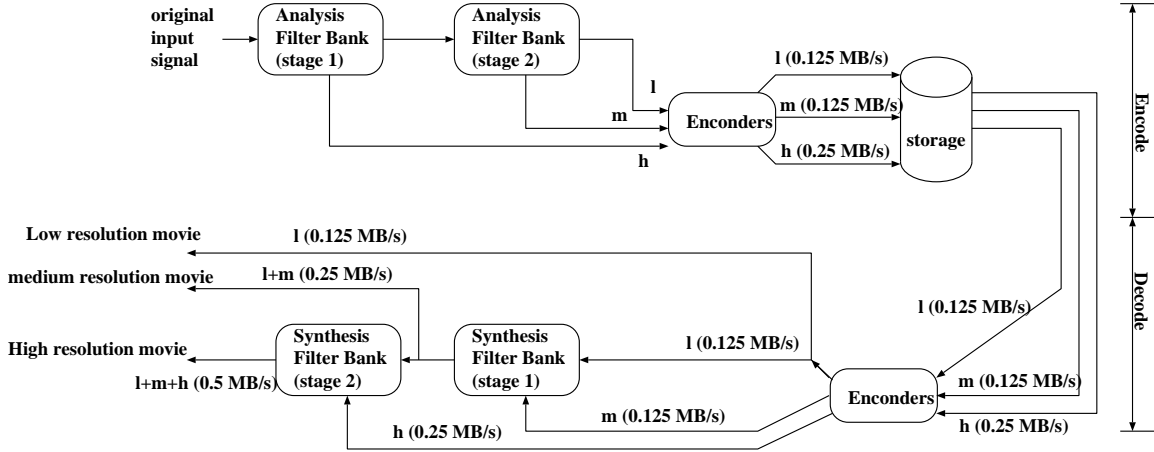 original
input
signal
Analysis
Filter Bank
(stage 1)
Analysis
Filter Bank
(stage 2)
l
m
h
Enconders
l (0.125 MB/s)
m (0.125 MB/s)
h (0.25 MB/s)
storage
Encode
Low resolution movie
l (0.125 MB/s)
medium resolution movie
l+m (0.25 MB/s)
High resolution movie
l+m+h (0.5 MB/s)
Synthesis
Filter Bank
(stage 2)
Synthesis
Filter Bank
(stage 1)
l (0.125 MB/s)
m (0.125 MB/s)
h (0.25 MB/s)
Enconders
l (0.125 MB/s)
m (0.125 MB/s)
h (0.25 MB/s)
Decode